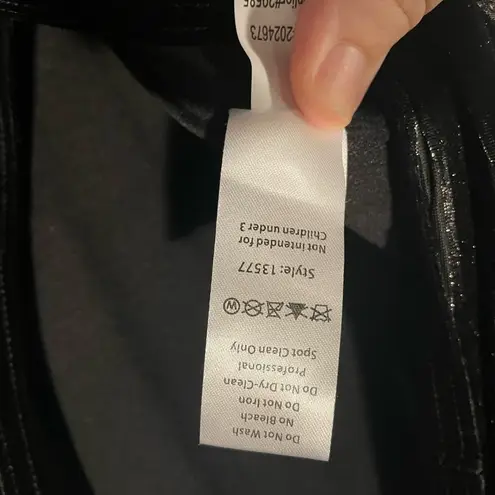 Do Not Wash
No Bleach
Do Not Iron
Do Not Dry-Clean
Professional
Spot Clean Only
W
Style: 13577
Not intended for
Children under 3
2024673